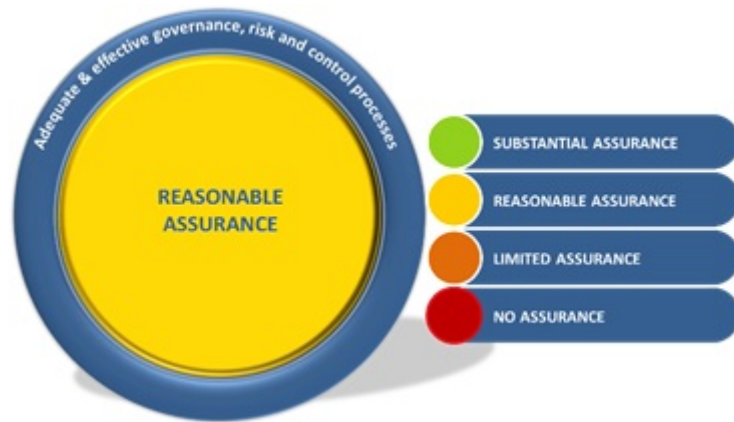 Adequate & effective governance, risk and control processes
REASONABLE
ASSURANCE
SUBSTANTIAL ASSURANCE
REASONABLE ASSURANCE
LIMITED ASSURANCE
NO ASSURANCE